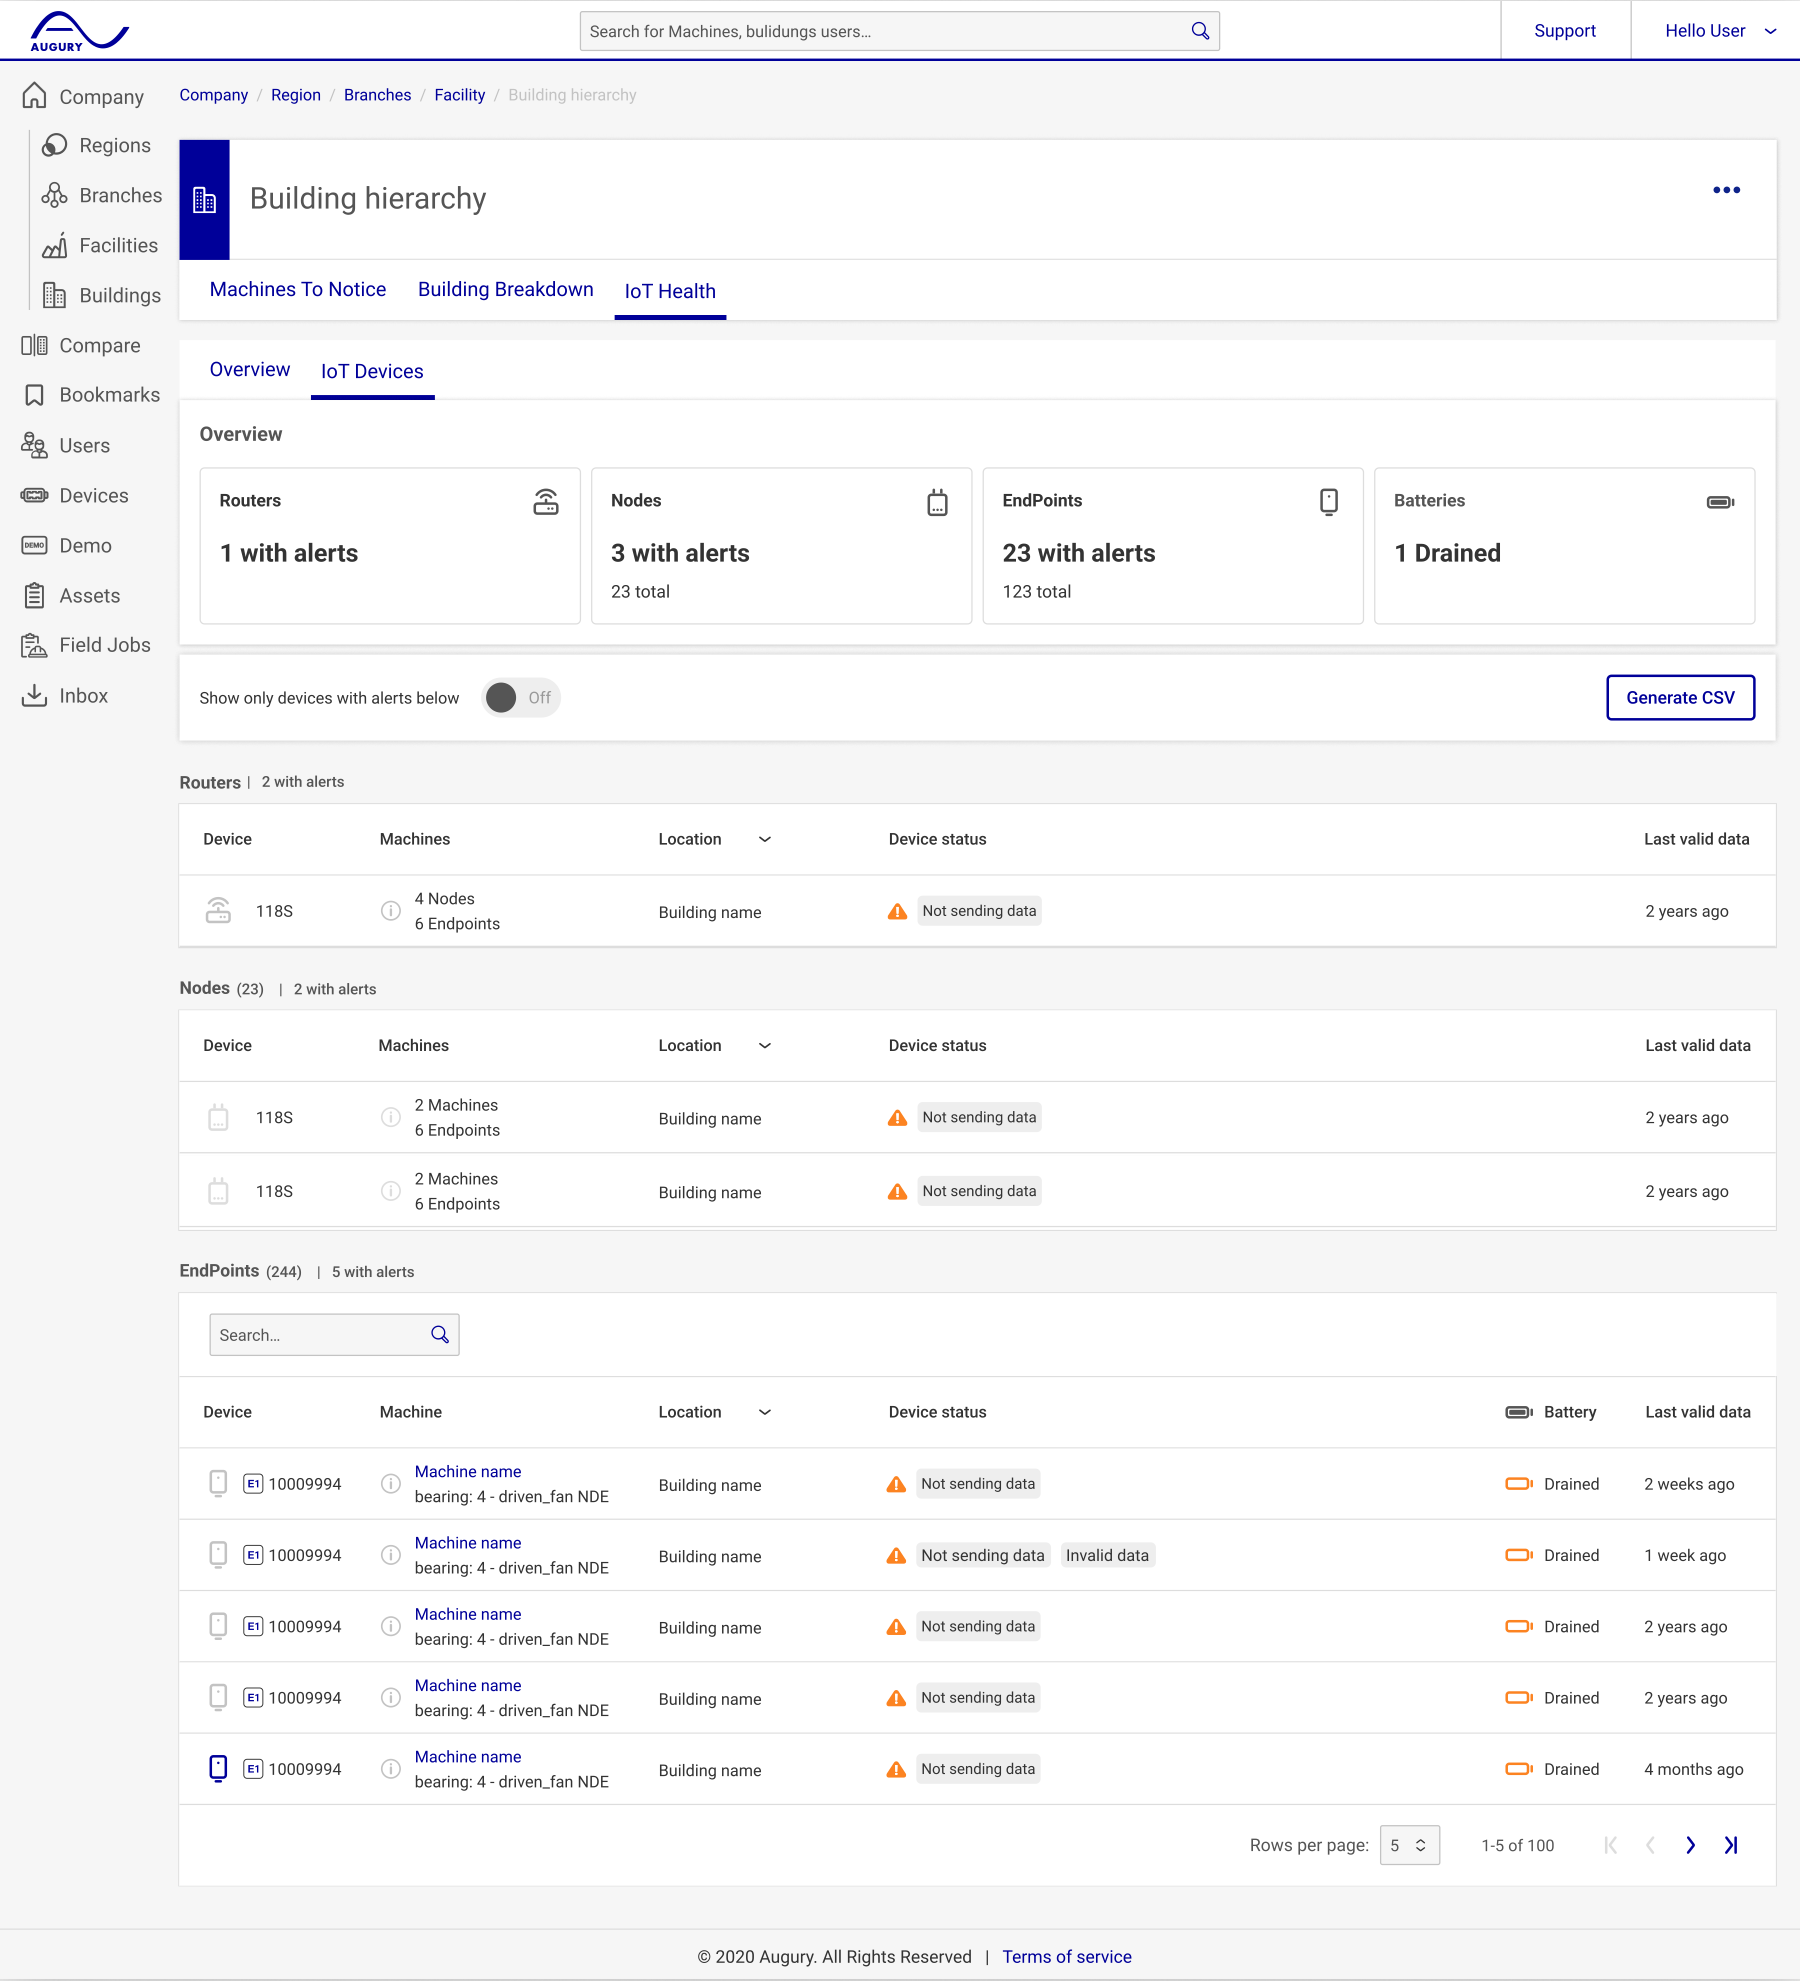 AUGURY
Search for Machines, bulidungs users...
Support
Hello User
Company
Regions
Branches
Facilities
Buildings
Compare
Bookmarks
Users
Devices
DEMO Demo
Assets
Field Jobs
Inbox
Company / Region / Branches / Facility / Building hierarchy
Building hierarchy
Machines To Notice Building Breakdown IoT Health
Overview IoT Devices
Overview
Routers
1 with alerts
Nodes
3 with alerts
23 total
EndPoints
23 with alerts
123 total
Batteries
1 Drained
Show only devices with alerts below Off
Generate CSV
Routers | 2 with alerts
Device Machines Location Device status Last valid data
118S 4 Nodes
6 Endpoints Building name Not sending data 2 years ago
Nodes (23) | 2 with alerts
Device Machines Location Device status Last valid data
118S 2 Machines
6 Endpoints Building name Not sending data 2 years ago
118S 2 Machines
6 Endpoints Building name Not sending data 2 years ago
EndPoints (244) | 5 with alerts
Search...
Device Machine Location Device status Battery Last valid data
E1 10009994 Machine name
bearing: 4 - driven_fan NDE Building name Not sending data Drained 2 weeks ago
E1 10009994 Machine name
bearing: 4 - driven_fan NDE Building name Not sending data Invalid data Drained 1 week ago
E1 10009994 Machine name
bearing: 4 - driven_fan NDE Building name Not sending data Drained 2 years ago
E1 10009994 Machine name
bearing: 4 - driven_fan NDE Building name Not sending data Drained 2 years ago
E1 10009994 Machine name
bearing: 4 - driven_fan NDE Building name Not sending data Drained 4 months ago
Rows per page: 5 1-5 of 100
© 2020 Augury. All Rights Reserved | Terms of service